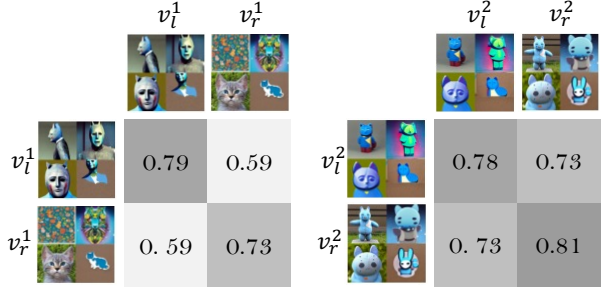 $v_l^1$ $v_r^1$ $v_l^2$ $v_r^2$
$v_l^1$ 0.79 0.59 $v_l^2$ 0.78 0.73
$v_r^1$ 0. 59 0.73 $v_r^2$ 0. 73 0.81